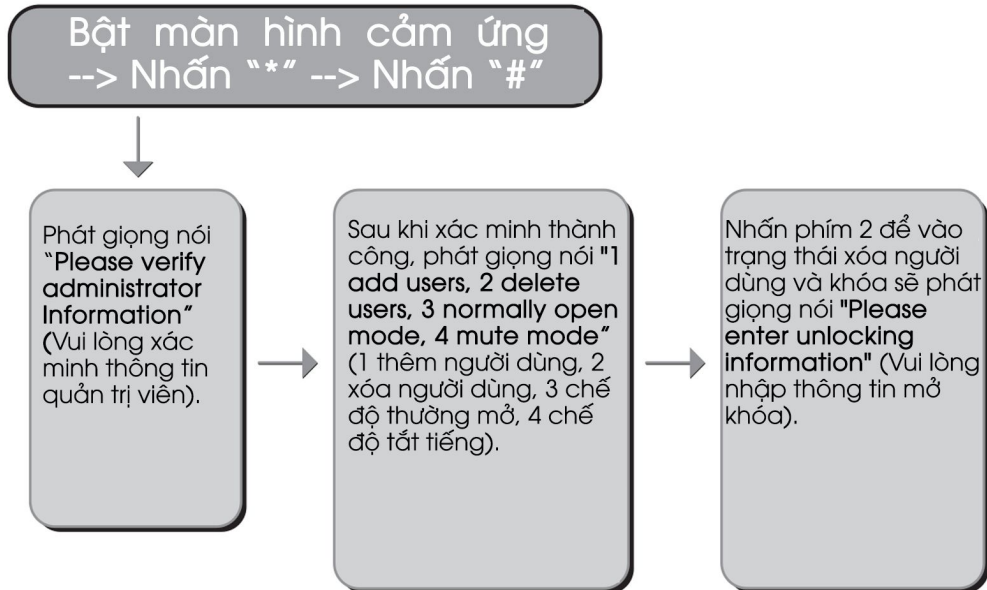 Bật màn hình cảm ứng
--> Nhấn “*” --> Nhấn “#”
Phát giọng nói
“Please verify
administrator
Information”
(Vui lòng xác
minh thông tin
quản trị viên).
Sau khi xác minh thành
công, phát giọng nói "1
add users, 2 delete
users, 3 normally open
mode, 4 mute mode”
(1 thêm người dùng, 2
xóa người dùng, 3 chế
độ thường mở, 4 chế
độ tắt tiếng).
Nhấn phím 2 để vào
trạng thái xóa người
dùng và khóa sẽ phát
giọng nói "Please
enter unlocking
information" (Vui lòng
nhập thông tin mở
khóa).